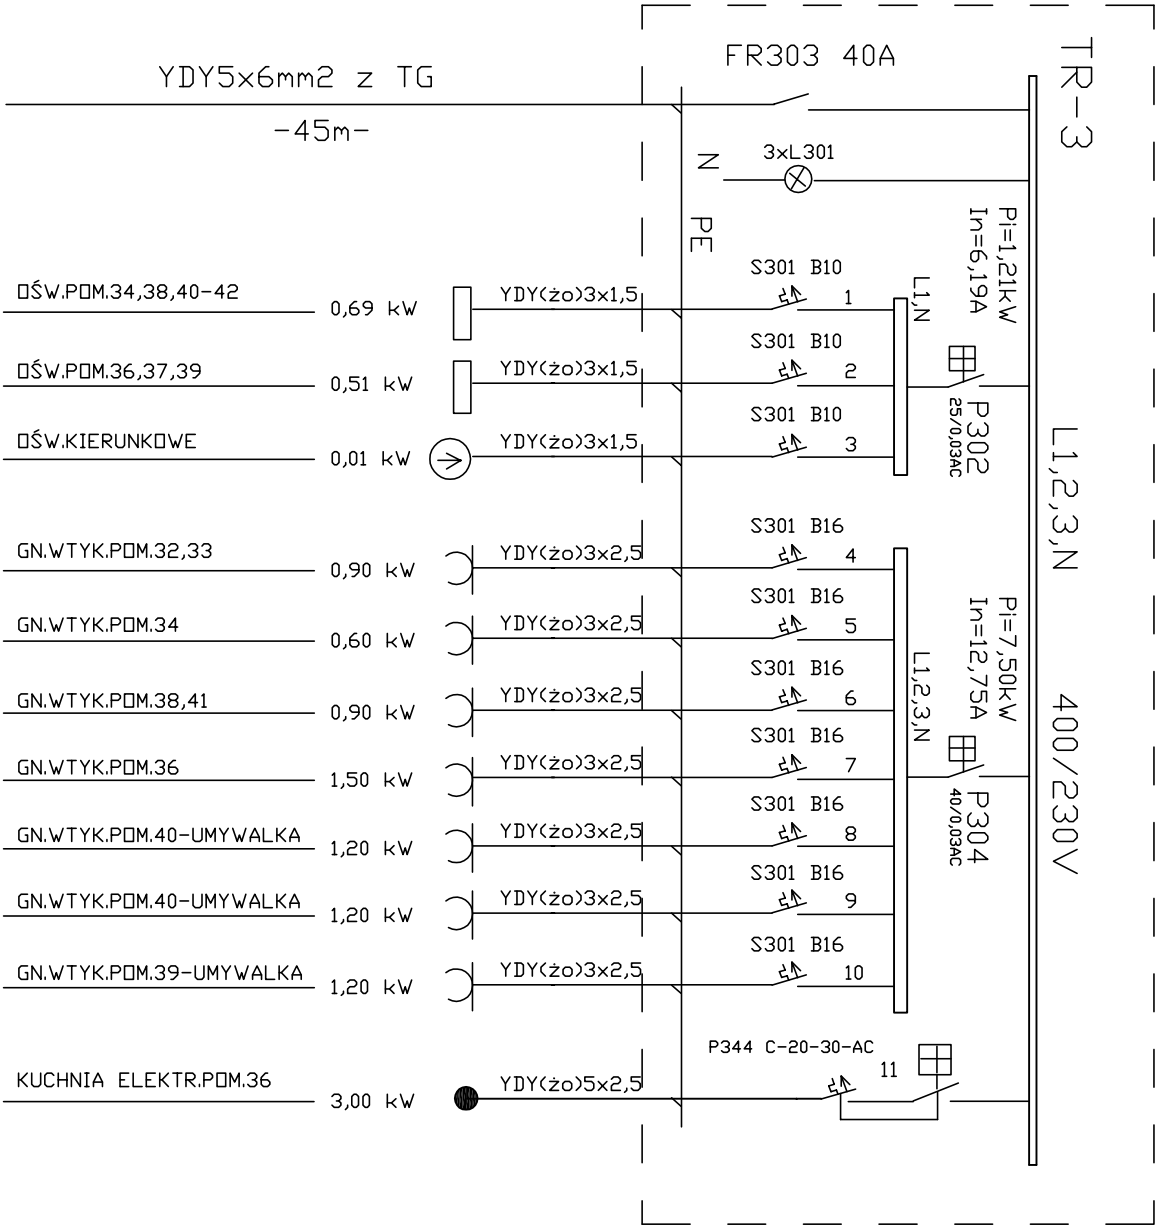 FR303 40A
TR-3
YDY5x6mm2 z TG
-45m-
3xL301
N
PE
Pi=1,21kW
In=6,19A
S301 B10
OŚW.POM.34,38,40-42
0,69 kW
YDY(żo)3x1,5
1
L1,N
S301 B10
OŚW.POM.36,37,39
0,51 kW
YDY(żo)3x1,5
2
P302
25/0,03AC
S301 B10
OŚW.KIERUNKOWE
0,01 kW
YDY(żo)3x1,5
3
L1,2,3,N
S301 B16
GN.WTYK.POM.32,33
0,90 kW
YDY(żo)3x2,5
4
Pi=7,50kW
In=12,75A
S301 B16
GN.WTYK.POM.34
0,60 kW
YDY(żo)3x2,5
5
L1,2,3,N
S301 B16
GN.WTYK.POM.38,41
0,90 kW
YDY(żo)3x2,5
6
400/230V
S301 B16
GN.WTYK.POM.36
1,50 kW
YDY(żo)3x2,5
7
P304
40/0,03AC
S301 B16
GN.WTYK.POM.40-UMYWALKA
1,20 kW
YDY(żo)3x2,5
8
S301 B16
GN.WTYK.POM.40-UMYWALKA
1,20 kW
YDY(żo)3x2,5
9
S301 B16
GN.WTYK.POM.39-UMYWALKA
1,20 kW
YDY(żo)3x2,5
10
P344 C-20-30-AC
11
KUCHNIA ELEKTR.POM.36
3,00 kW
YDY(żo)5x2,5